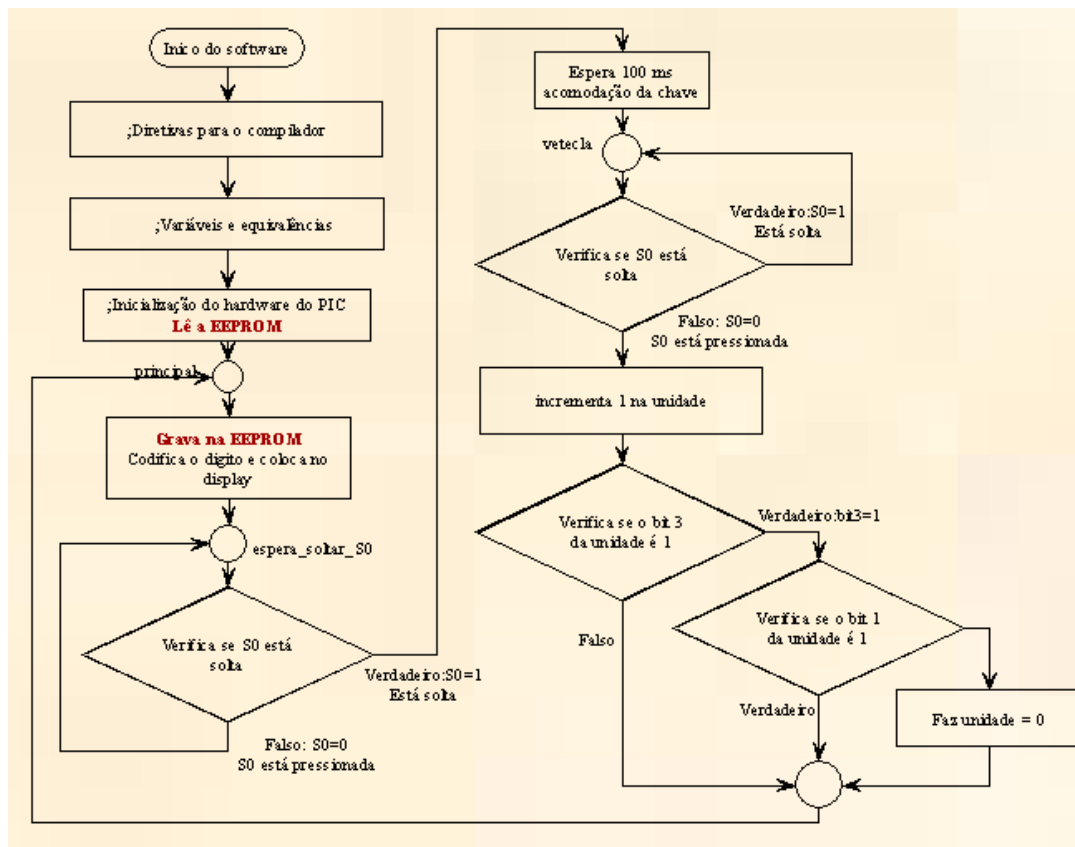 Inico do software
;Diretivas para o compilador
;Variáveis e equivalências
;Inicialização do hardware do PIC
Lê a EEPROM
principal
Grava na EEPROM
Codifica o digito e coloca no
display
espera_soltar_S0
Verifica se S0 está
solta
Verdadeiro:S0=1
Está solta
Falso: S0=0
S0 está pressionada
Espera 100 ms
acomodação da chave
vetecla
Verdadeiro:S0=1
Está solta
Verifica se S0 está
solta
Falso: S0=0
S0 está pressionada
incrementa 1 na unidade
Verifica se o bit 3
da unidade é 1
Verdadeiro:bit3=1
Falso
Verifica se o bit 1
da unidade é 1
Verdadeiro
Faz unidade = 0